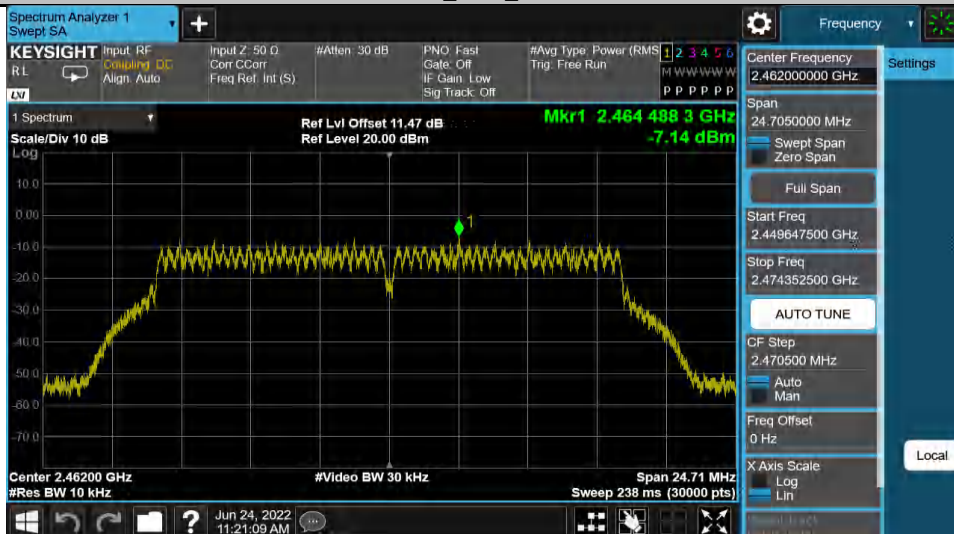 Spectrum Analyzer 1
Swept SA
+
Frequency
KEYSIGHT
RL
LXI
Input: RF
Coupling: DC
Align: Auto
Input Z: 50 Ω
Corr CCorr
Freq Ref: Int (S)
#Atten: 30 dB
PNO: Fast
Gate: Off
IF Gain: Low
Sig Track: Off
#Avg Type: Power (RMS
Trig: Free Run
1 2 3 4 5 6
M W W W W W
P P P P P P
Center Frequency
2.462000000 GHz
Settings
Span
24.7050000 MHz
Swept Span
Zero Span
Full Span
Start Freq
2.449647500 GHz
Stop Freq
2.474352500 GHz
AUTO TUNE
CF Step
2.470500 MHz
Auto
Man
Freq Offset
0 Hz
X Axis Scale
Log
Lin
Local
1 Spectrum
Scale/Div 10 dB
Ref Lvl Offset 11.47 dB
Ref Level 20.00 dBm
Mkr1 2.464 488 3 GHz
-7.14 dBm
Log
10.0
0.00
-10.0
-20.0
-30.0
-40.0
-50.0
-60.0
-70.0
1
Center 2.46200 GHz
#Res BW 10 kHz
#Video BW 30 kHz
Span 24.71 MHz
Sweep 238 ms (30000 pts)
?
Jun 24, 2022
11:21:09 AM